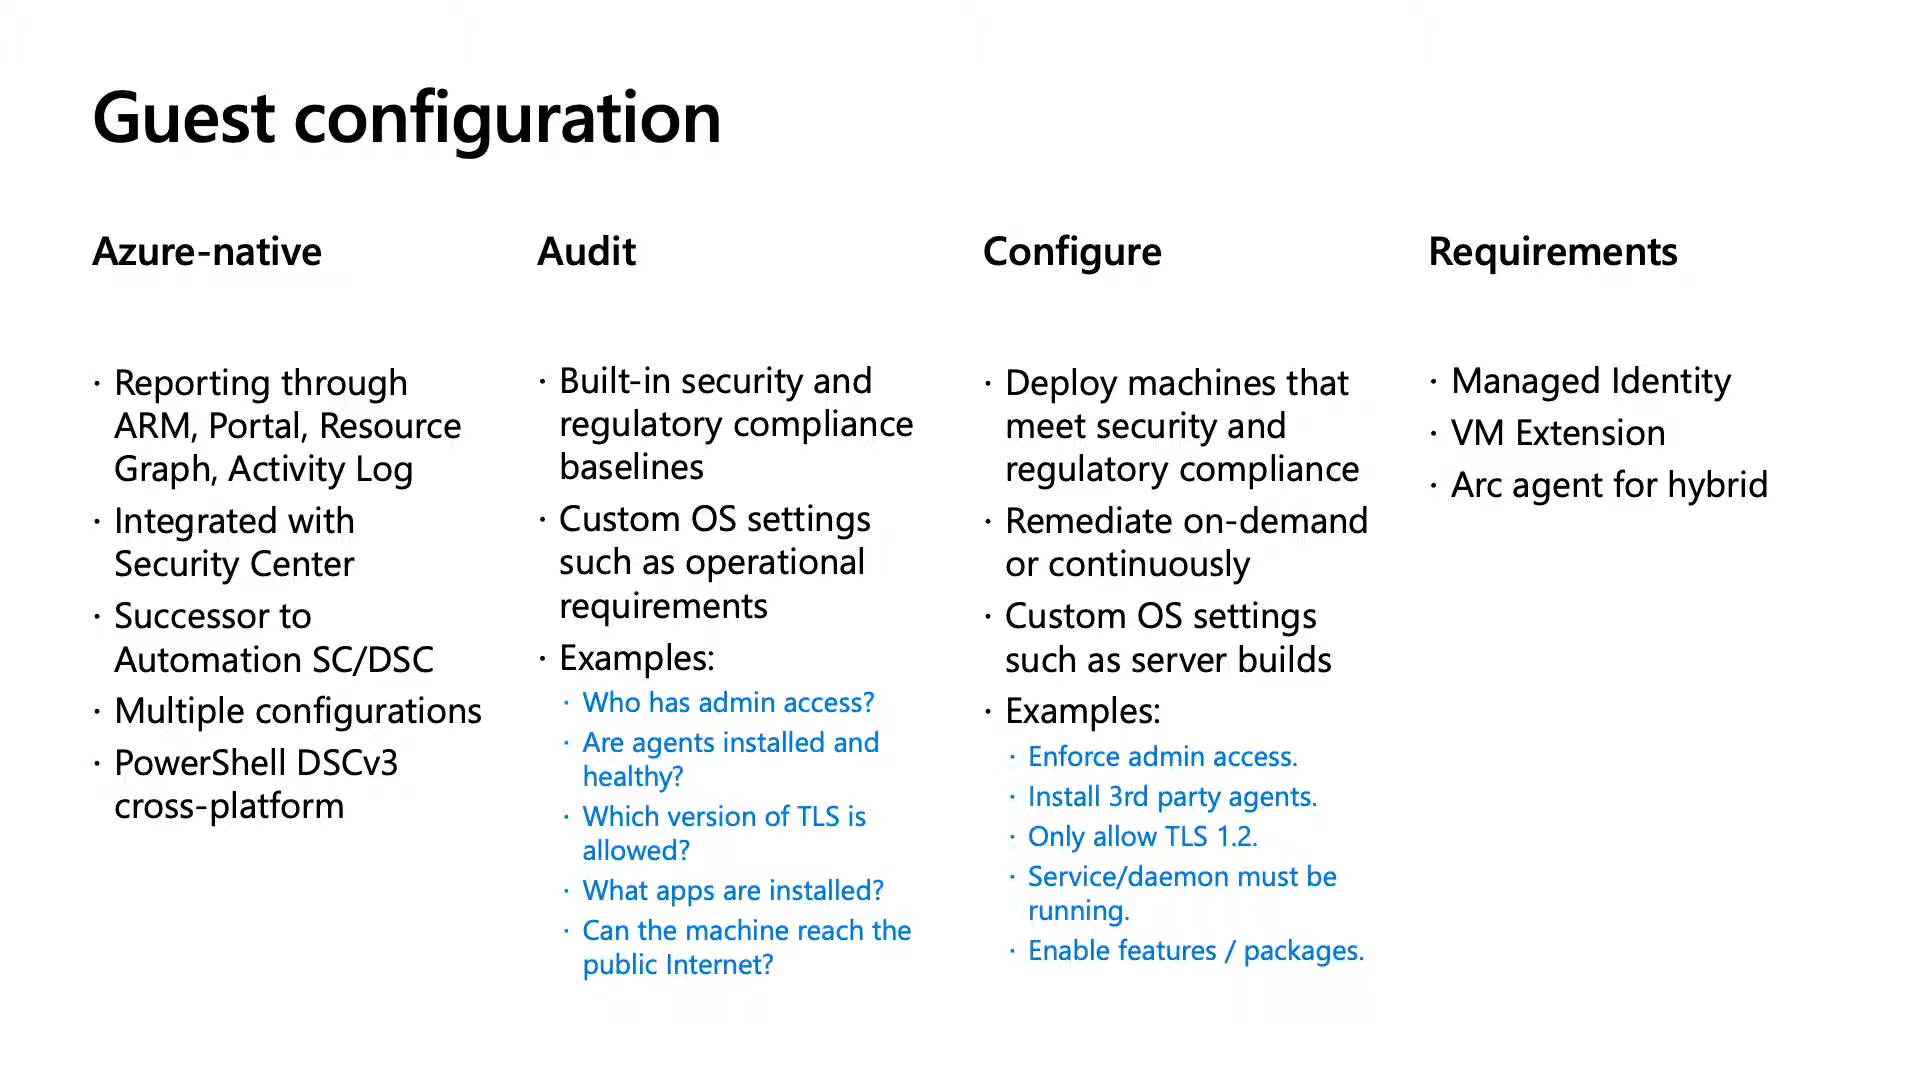 Guest configuration
Azure-native
· Reporting through
ARM, Portal, Resource
Graph, Activity Log
· Integrated with
Security Center
· Successor to
Automation SC/DSC
· Multiple configurations
· PowerShell DSCv3
cross-platform
Audit
· Built-in security and
regulatory compliance
baselines
· Custom OS settings
such as operational
requirements
· Examples:
· Who has admin access?
· Are agents installed and
healthy?
· Which version of TLS is
allowed?
· What apps are installed?
· Can the machine reach the
public Internet?
Configure
· Deploy machines that
meet security and
regulatory compliance
· Remediate on-demand
or continuously
· Custom OS settings
such as server builds
· Examples:
· Enforce admin access.
· Install 3rd party agents.
· Only allow TLS 1.2.
· Service/daemon must be
running.
· Enable features / packages.
Requirements
· Managed Identity
· VM Extension
· Arc agent for hybrid